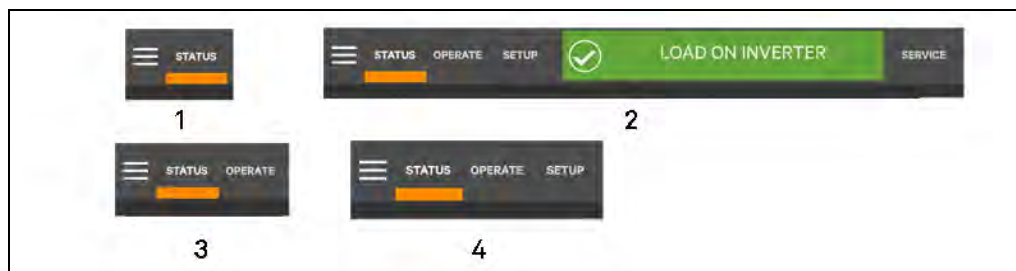 STATUS
STATUS OPERATE SETUP LOAD ON INVERTER SERVICE
1
2
STATUS OPERATE
STATUS OPERATE SETUP
3
4